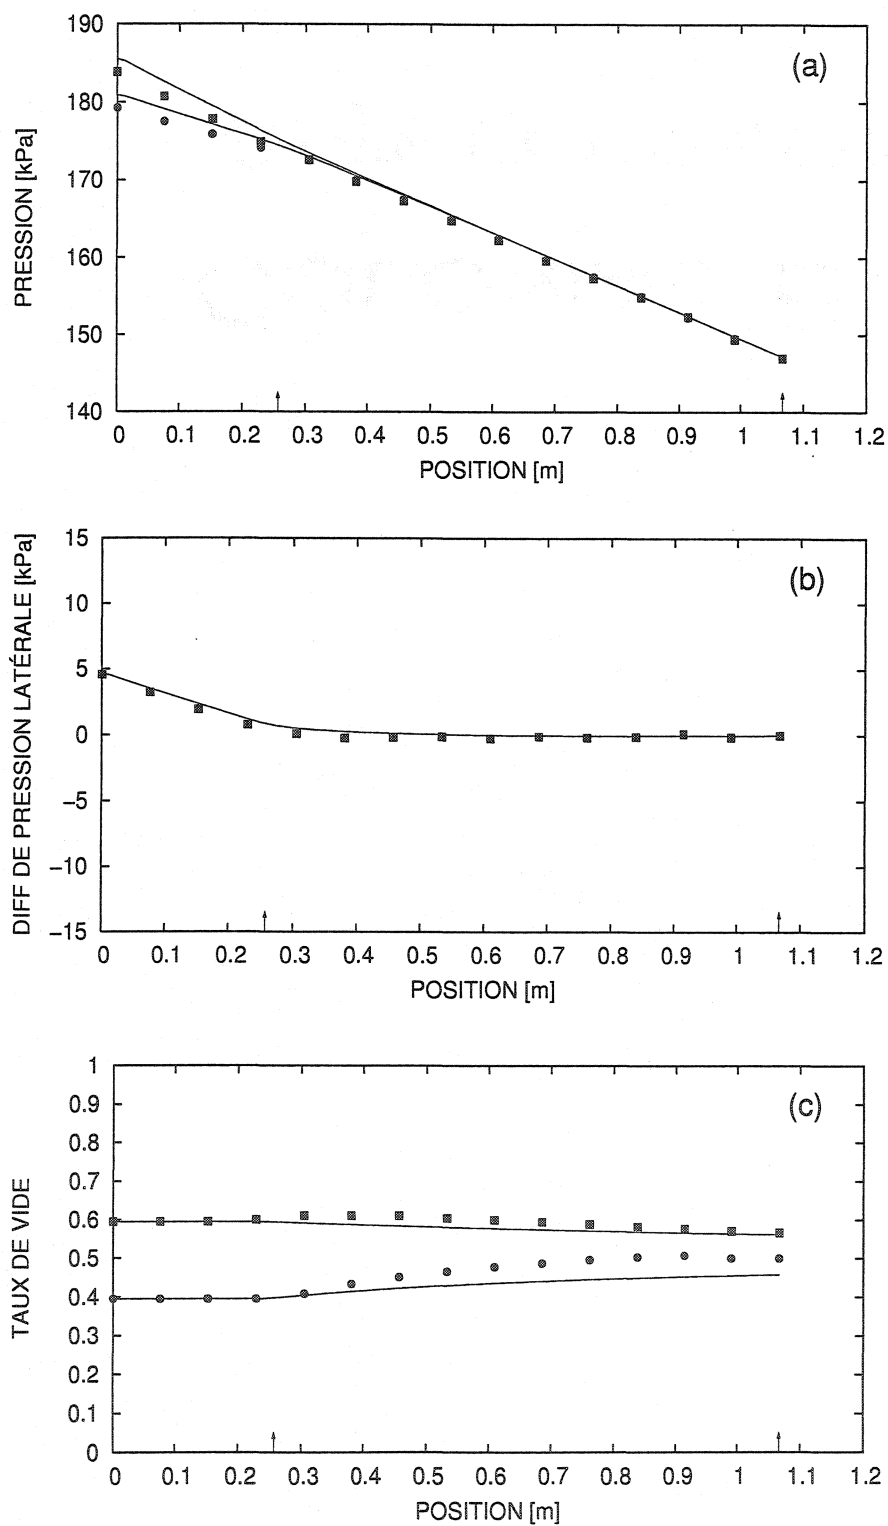 190
(a)
180
170
160
150
140
PRESSION [kPa]
0 0.1 0.2 0.3 0.4 0.5 0.6 0.7 0.8 0.9 1 1.1 1.2
POSITION [m]
15
(b)
10
5
0
−5
−10
−15
DIFF DE PRESSION LATÉRALE [kPa]
0 0.1 0.2 0.3 0.4 0.5 0.6 0.7 0.8 0.9 1 1.1 1.2
POSITION [m]
1
(c)
0.9
0.8
0.7
0.6
0.5
0.4
0.3
0.2
0.1
0
TAUX DE VIDE
0 0.1 0.2 0.3 0.4 0.5 0.6 0.7 0.8 0.9 1 1.1 1.2
POSITION [m]